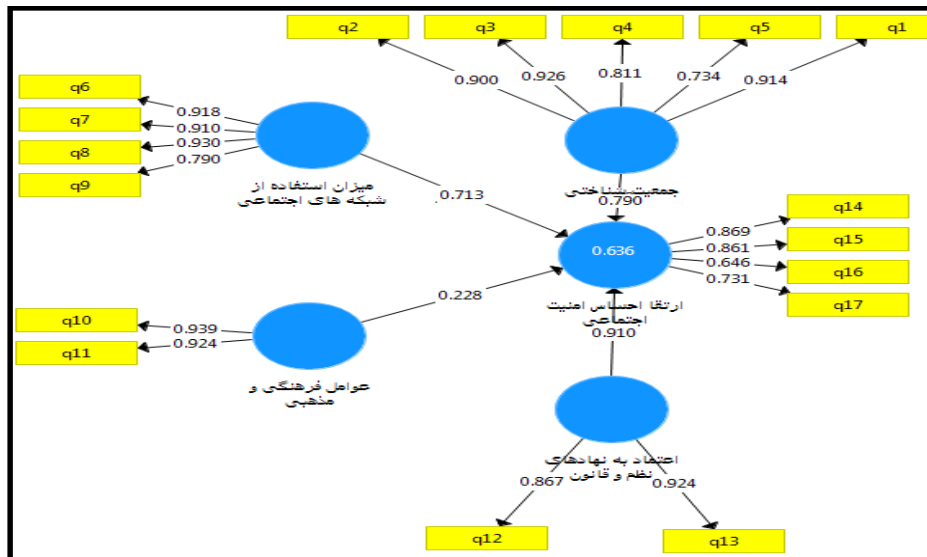 q2
q3
q4
q5
q1
0.900
0.926
0.811
0.734
0.914
q6
q7
q8
q9
0.918
0.910
0.930
0.790
میزان استفاده از
شبکه های اجتماعی
0.713
جمعیت شناختی
0.790
q14
q15
q16
q17
0.869
0.861
0.646
0.731
0.636
ارتقا احساس امنیت
اجتماعی
0.228
0.910
q10
q11
0.939
0.924
عوامل فرهنگی و
مذهبی
اعتماد به نهادهای
نظم و قانون
0.867
0.924
q12
q13